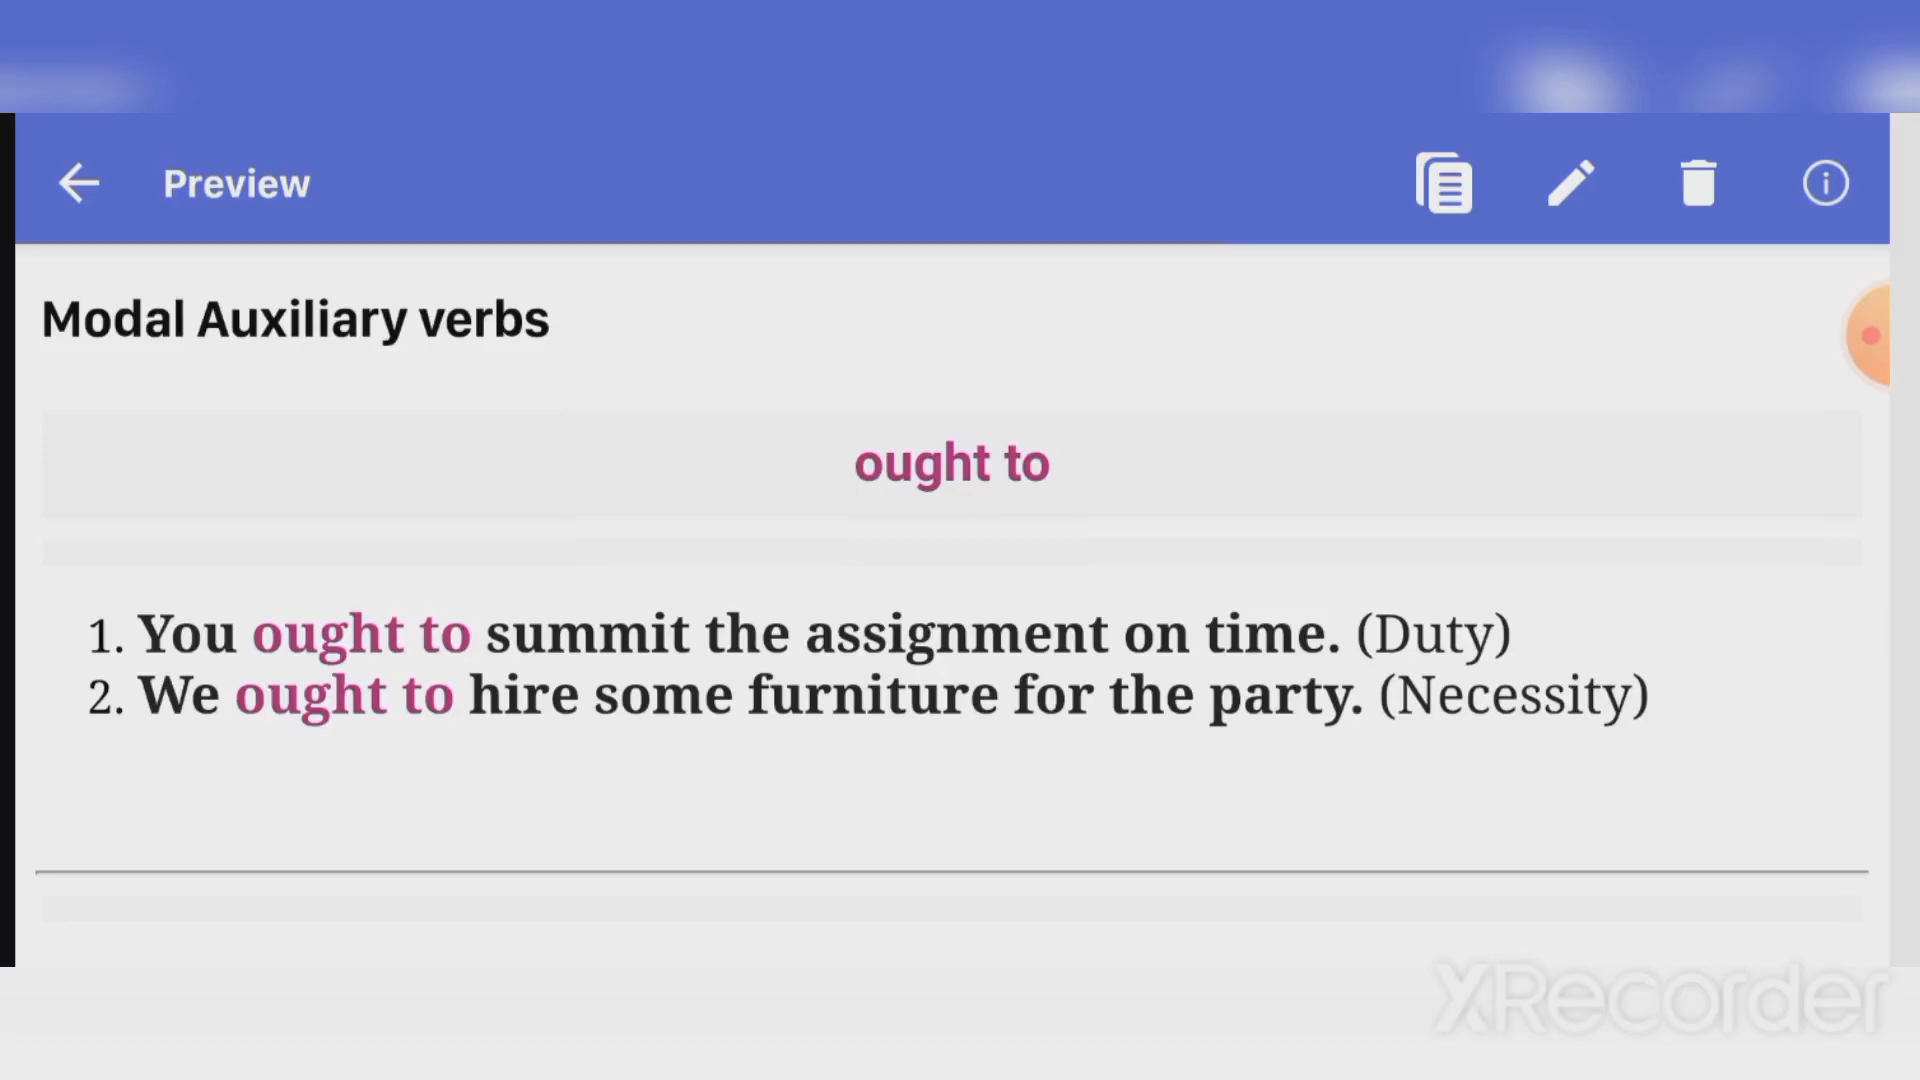 Preview
Modal Auxiliary verbs
ought to
1. You ought to summit the assignment on time. (Duty)
2. We ought to hire some furniture for the party. (Necessity)
XRecorder